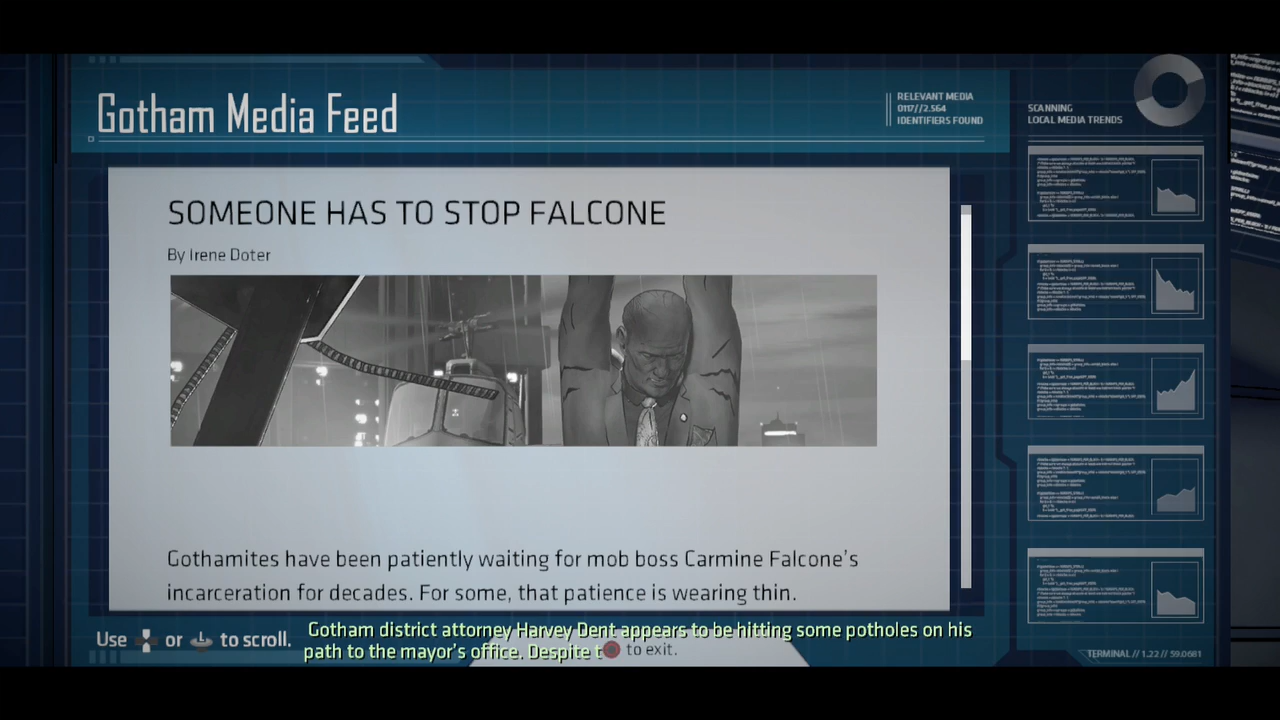 Gotham Media Feed
RELEVANT MEDIA
0117//2.564
IDENTIFIERS FOUND
SCANNING
LOCAL MEDIA TRENDS
SOMEONE HAS TO STOP FALCONE
By Irene Doter
Gothamites have been patiently waiting for mob boss Carmine Falcone's
incarceration for decades. For some, that patience is wearing thin.
Use or to scroll.
Gotham district attorney Harvey Dent appears to be hitting some potholes on his
path to the mayor's office. Despite t
to exit.
TERMINAL // 1.22 // 59.0681